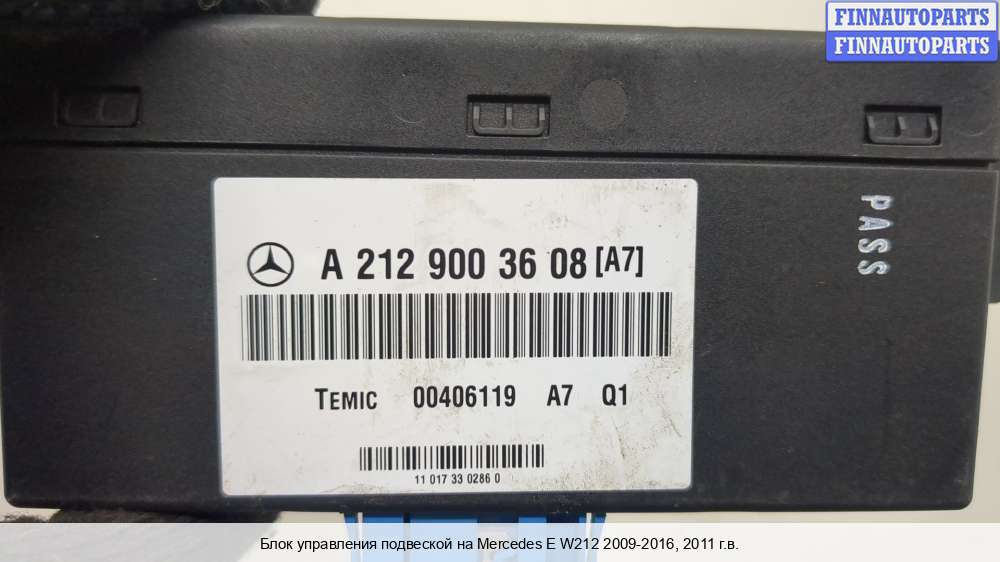 FINNAUTOPARTS
FINNAUTOPARTS
PASS
A 212 900 36 08 [A7]
TEMIC 00406119 A7 Q1
11 017 33 0286 0
Блок управления подвеской на Mercedes E W212 2009-2016, 2011 г.в.